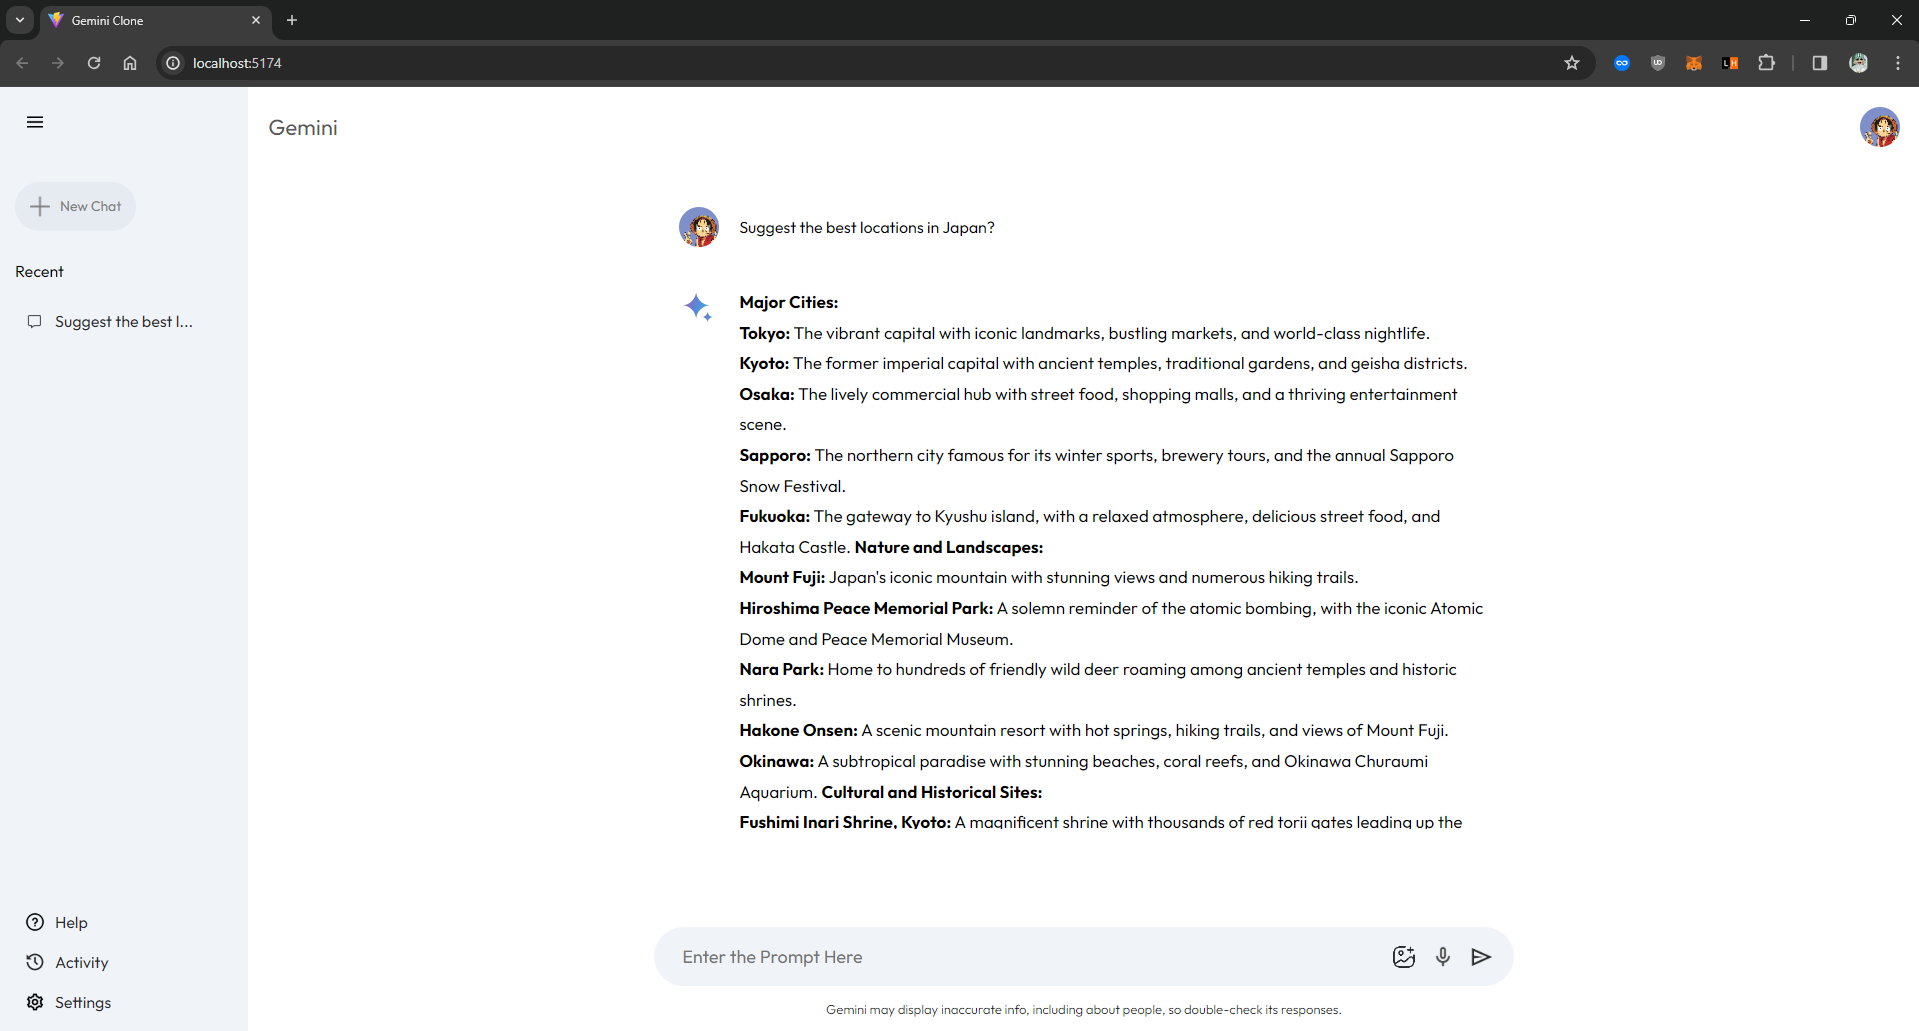 Gemini Clone
localhost:5174
Gemini
New Chat
Recent
Suggest the best l...
Suggest the best locations in Japan?
Major Cities:
Tokyo: The vibrant capital with iconic landmarks, bustling markets, and world-class nightlife.
Kyoto: The former imperial capital with ancient temples, traditional gardens, and geisha districts.
Osaka: The lively commercial hub with street food, shopping malls, and a thriving entertainment
scene.
Sapporo: The northern city famous for its winter sports, brewery tours, and the annual Sapporo
Snow Festival.
Fukuoka: The gateway to Kyushu island, with a relaxed atmosphere, delicious street food, and
Hakata Castle. Nature and Landscapes:
Mount Fuji: Japan's iconic mountain with stunning views and numerous hiking trails.
Hiroshima Peace Memorial Park: A solemn reminder of the atomic bombing, with the iconic Atomic
Dome and Peace Memorial Museum.
Nara Park: Home to hundreds of friendly wild deer roaming among ancient temples and historic
shrines.
Hakone Onsen: A scenic mountain resort with hot springs, hiking trails, and views of Mount Fuji.
Okinawa: A subtropical paradise with stunning beaches, coral reefs, and Okinawa Churaumi
Aquarium. Cultural and Historical Sites:
Fushimi Inari Shrine, Kyoto: A magnificent shrine with thousands of red torii gates leading up the
Help
Activity
Settings
Enter the Prompt Here
Gemini may display inaccurate info, including about people, so double-check its responses.